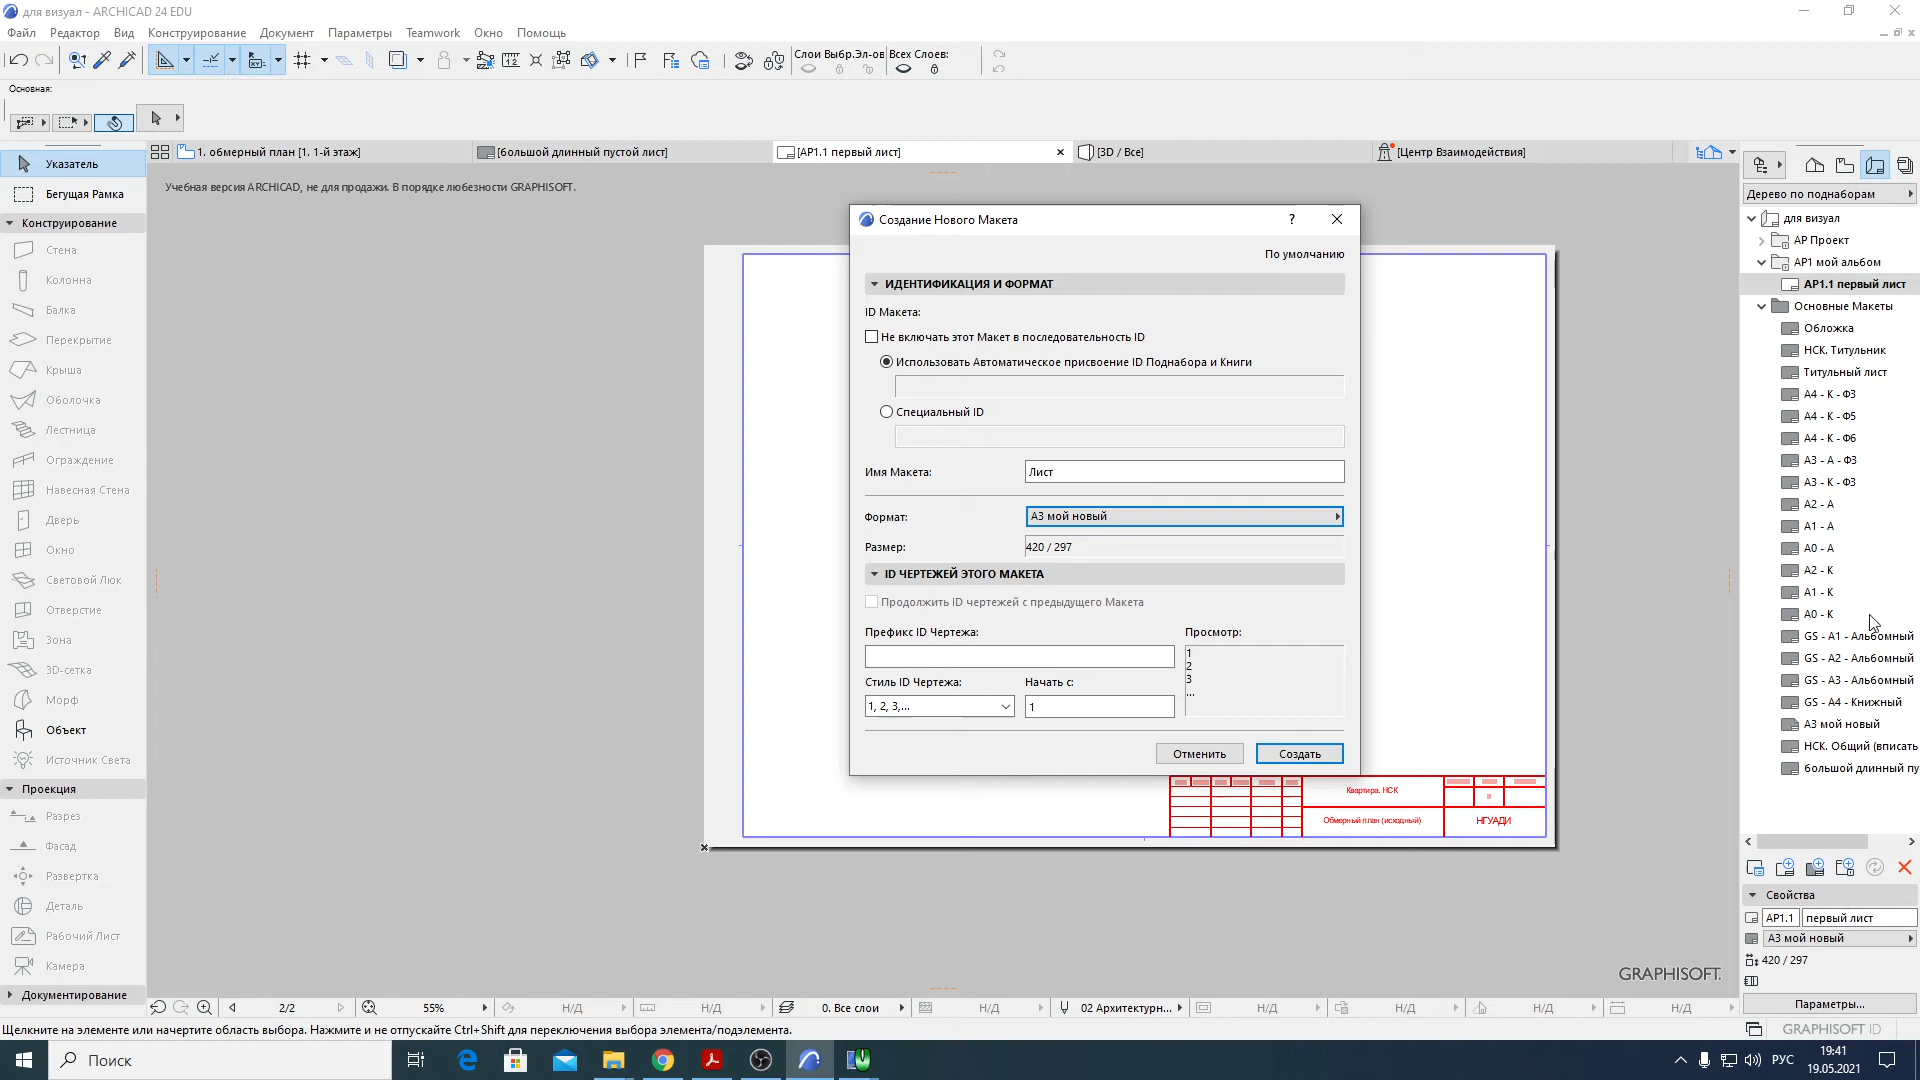 для визуал - ARCHICAD 24 EDU
Файл Редактор Вид Конструирование Документ Параметры Teamwork Окно Помощь
Слои Выбр.Эл-ов Всех Слоев:
Основная:
1. обмерный план [1. 1-й этаж]
[большой длинный пустой лист]
[АР1.1 первый лист]
[3D / Все]
[Центр Взаимодействия]
Учебная версия ARCHICAD, не для продажи. В порядке любезности GRAPHISOFT.
Указатель
Бегущая Рамка
Конструирование
Стена
Колонна
Балка
Перекрытие
Крыша
Оболочка
Лестница
Ограждение
Навесная Стена
Дверь
Окно
Световой Люк
Отверстие
Зона
3D-сетка
Морф
Объект
Источник Света
Проекция
Разрез
Фасад
Развертка
Деталь
Рабочий Лист
Камера
Документирование
Создание Нового Макета
?
По умолчанию
ИДЕНТИФИКАЦИЯ И ФОРМАТ
ID Макета:
Не включать этот Макет в последовательность ID
Использовать Автоматическое присвоение ID Поднабора и Книги
Специальный ID
Имя Макета: Лист
Формат: А3 мой новый
Размер: 420 / 297
ID ЧЕРТЕЖЕЙ ЭТОГО МАКЕТА
Продолжить ID чертежей с предыдущего Макета
Префикс ID Чертежа:
Просмотр:
1
2
3
...
Стиль ID Чертежа: Начать с:
1, 2, 3,... 1
Отменить Создать
Квартира. НСК
Обмерный план (исходный)
НГУАДИ
GRAPHISOFT.
Дерево по поднаборам
для визуал
АР Проект
АР1 мой альбом
АР1.1 первый лист
Основные Макеты
Обложка
НСК. Титульник
Титульный лист
А4 - К - Ф3
А4 - К - Ф5
А4 - К - Ф6
А3 - А - Ф3
А3 - К - Ф3
А2 - А
А1 - А
А0 - А
А2 - К
А1 - К
А0 - К
GS - А1 - Альбомный
GS - А2 - Альбомный
GS - А3 - Альбомный
GS - А4 - Книжный
А3 мой новый
НСК. Общий (вписать
большой длинный пу
Свойства
АР1.1 первый лист
А3 мой новый
420 / 297
Параметры...
2/2 55% Н/Д Н/Д 0. Все слои Н/Д 02 Архитектурн... Н/Д Н/Д Н/Д Н/Д
Щелкните на элементе или начертите область выбора. Нажмите и не отпускайте Ctrl+Shift для переключения выбора элемента/подэлемента.
GRAPHISOFT ID
Поиск
РУС
19:41
19.05.2021